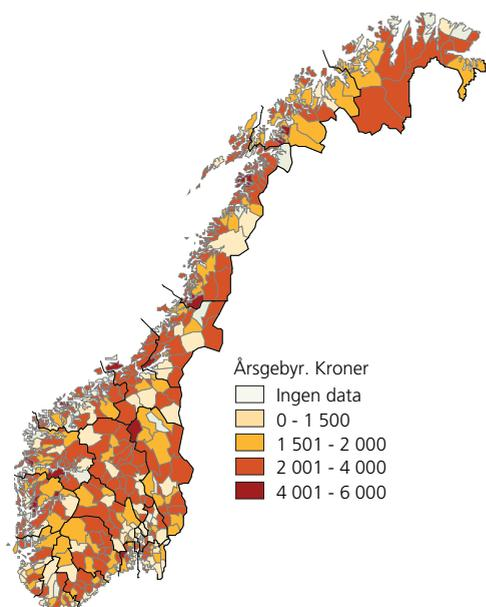 Årsgebyr. Kroner
Ingen data
0 - 1 500
1 501 - 2 000
2 001 - 4 000
4 001 - 6 000